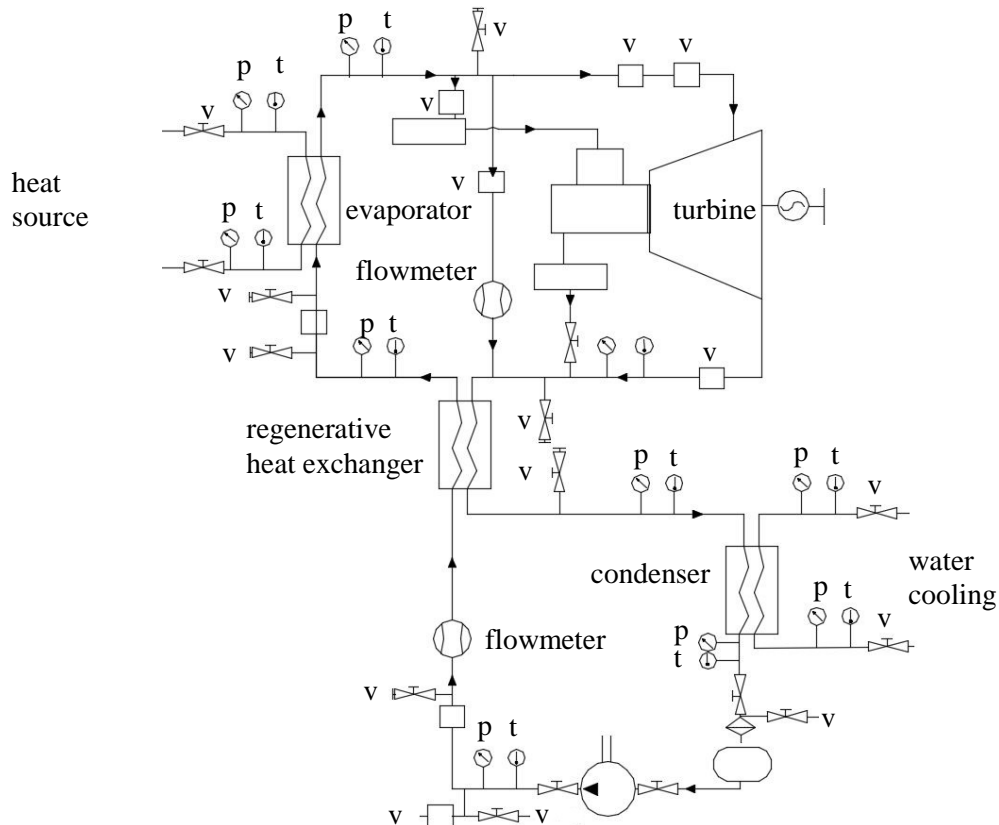 p
t
v
v
v
p
t
v
v
heat
source
evaporator
v
turbine
p
t
flowmeter
v
p
t
v
v
regenerative
heat exchanger
v
v
p
t
p
t
v
condenser
water
cooling
p
t
v
flowmeter
p
t
v
v
p
t
v
v